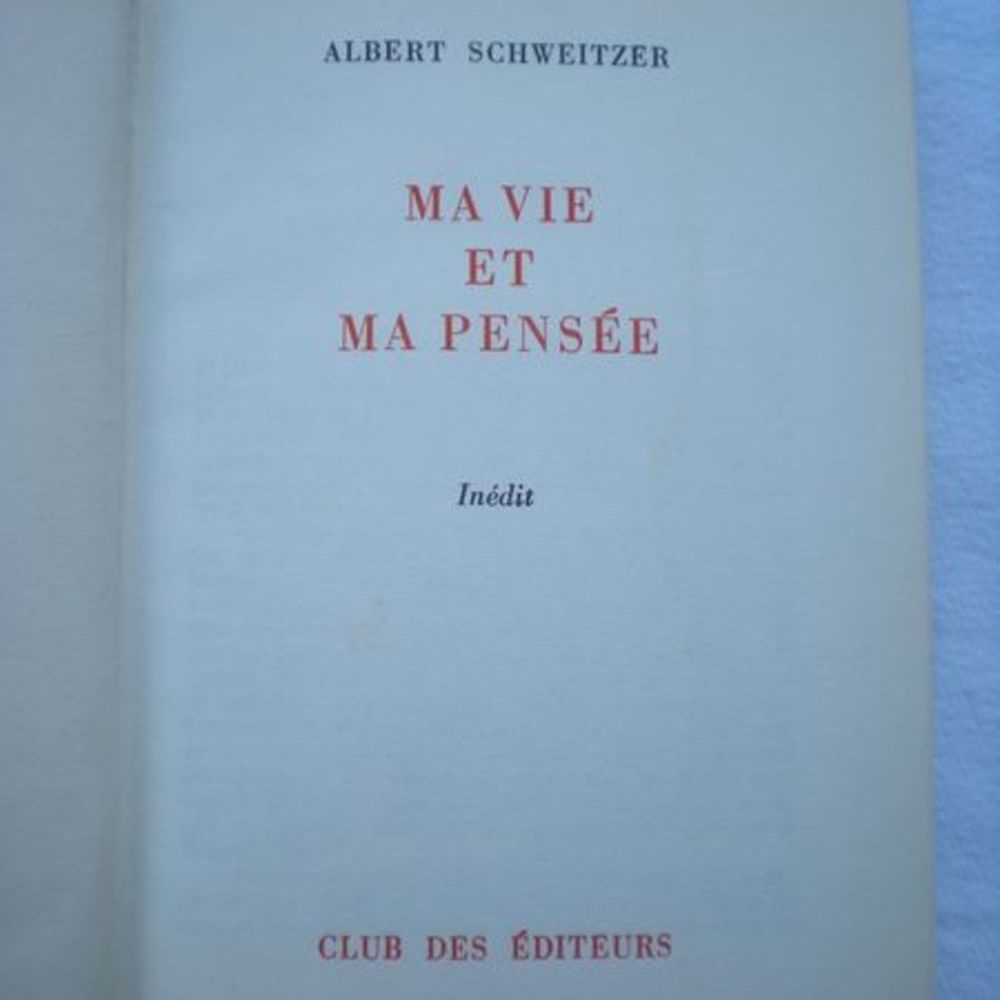 ALBERT SCHWEITZER
MA VIE
ET
MA PENSÉE
Inédit
CLUB DES ÉDITEURS